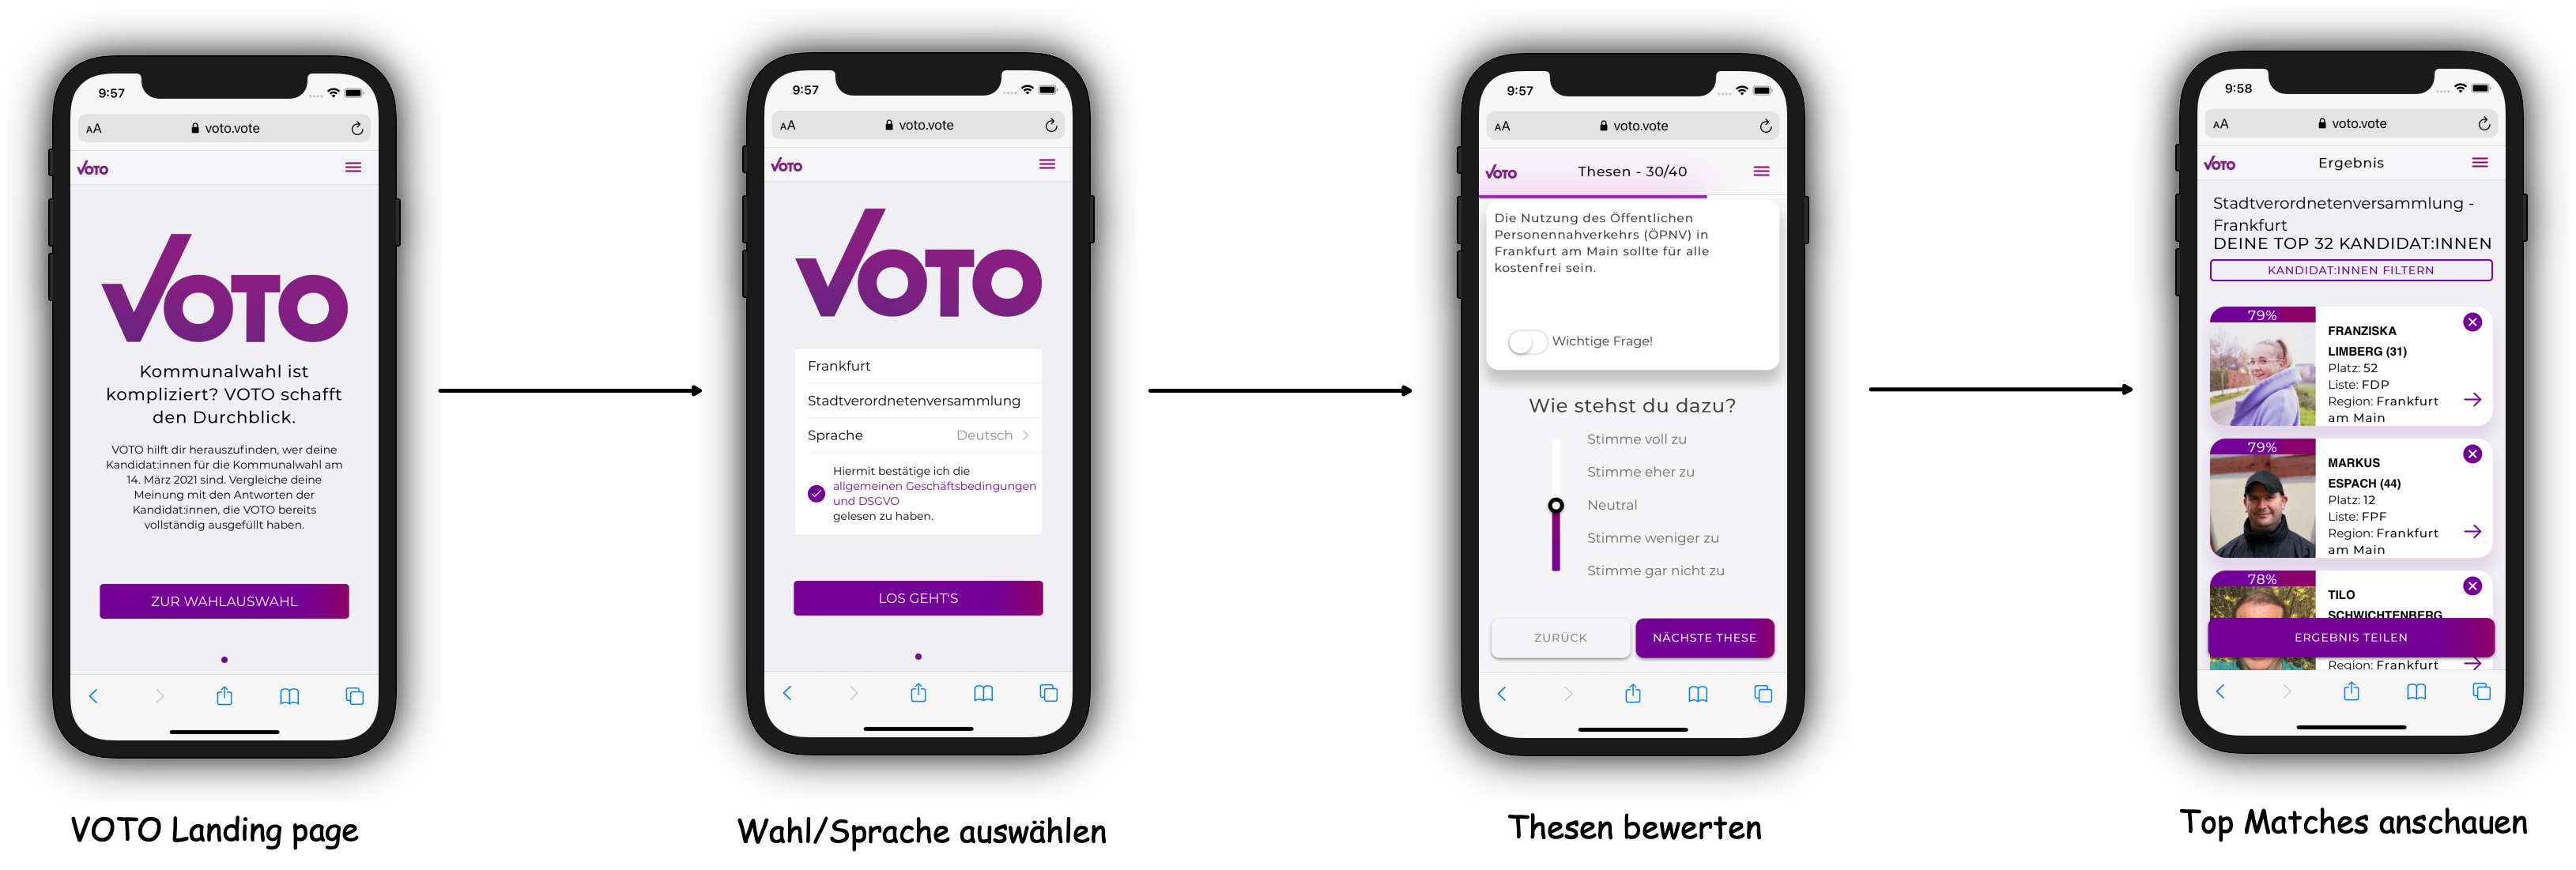 9:57
AA voto.vote
VOTO
VOTO
Kommunalwahl ist
kompliziert? VOTO schafft
den Durchblick.
VOTO hilft dir herauszufinden, wer deine
Kandidat:innen für die Kommunalwahl am
14. März 2021 sind. Vergleiche deine
Meinung mit den Antworten der
Kandidat:innen, die VOTO bereits
vollständig ausgefüllt haben.
ZUR WAHLAUSWAHL
VOTO Landing page
9:57
AA voto.vote
VOTO
VOTO
Frankfurt
Stadtverordnetenversammlung
Sprache Deutsch
Hiermit bestätige ich die
allgemeinen Geschäftsbedingungen
und DSGVO
gelesen zu haben.
LOS GEHT'S
Wahl/Sprache auswählen
9:57
AA voto.vote
VOTO Thesen - 30/40
Die Nutzung des Öffentlichen
Personennahverkehrs (ÖPNV) in
Frankfurt am Main sollte für alle
kostenfrei sein.
Wichtige Frage!
Wie stehst du dazu?
Stimme voll zu
Stimme eher zu
Neutral
Stimme weniger zu
Stimme gar nicht zu
ZURÜCK NÄCHSTE THESE
Thesen bewerten
9:58
AA voto.vote
VOTO Ergebnis
Stadtverordnetenversammlung -
Frankfurt
DEINE TOP 32 KANDIDAT:INNEN
KANDIDAT:INNEN FILTERN
79%
FRANZISKA
LIMBERG (31)
Platz: 52
Liste: FDP
Region: Frankfurt
am Main
79%
MARKUS
ESPACH (44)
Platz: 12
Liste: FPF
Region: Frankfurt
am Main
78%
TILO
SCHWICHTENBERG
ERGEBNIS TEILEN
Region: Frankfurt
Top Matches anschauen